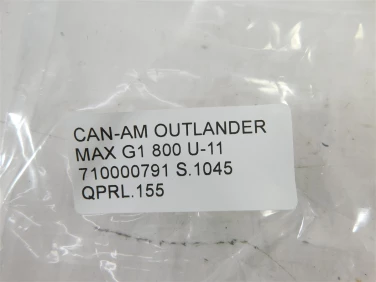 CAN-AM OUTLANDER
MAX G1 800 U-11
710000791 S.1045
QPRL.155